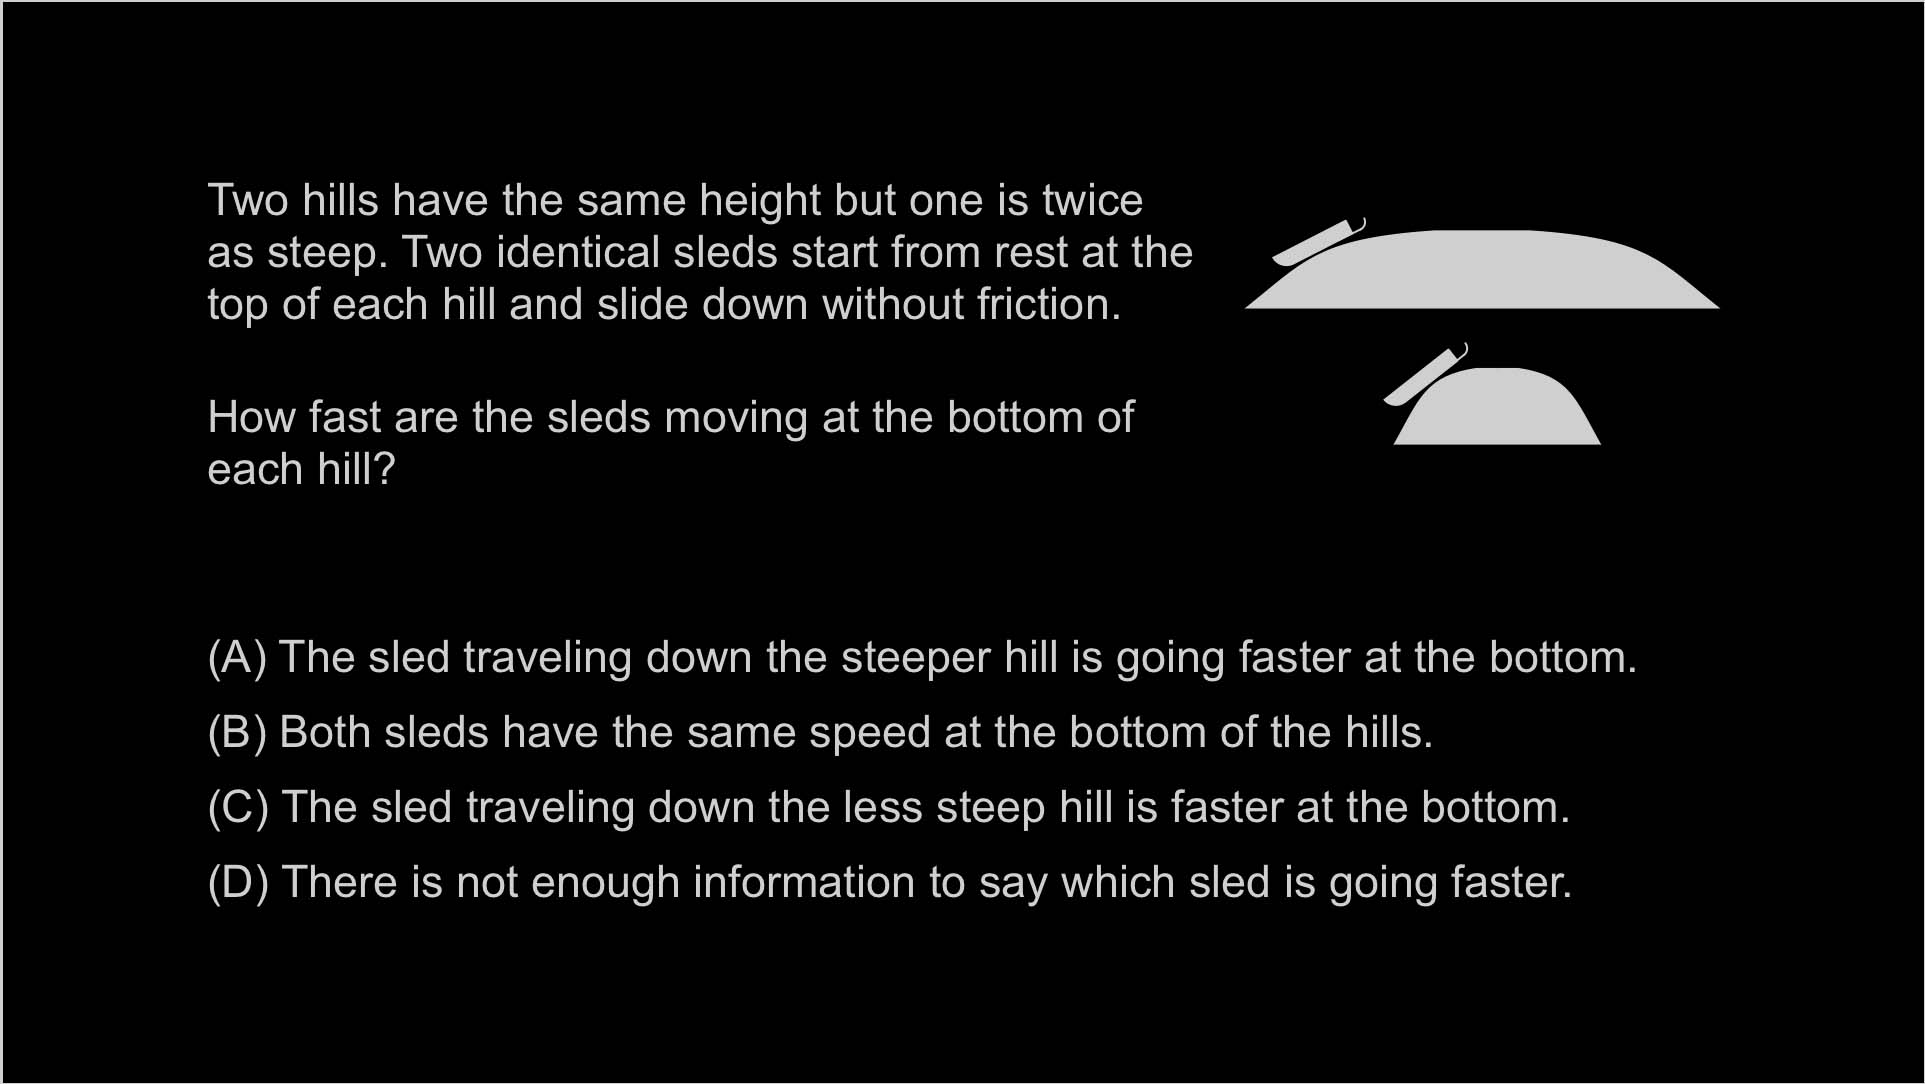 Two hills have the same height but one is twice
as steep. Two identical sleds start from rest at the
top of each hill and slide down without friction.
How fast are the sleds moving at the bottom of
each hill?
(A) The sled traveling down the steeper hill is going faster at the bottom.
(B) Both sleds have the same speed at the bottom of the hills.
(C) The sled traveling down the less steep hill is faster at the bottom.
(D) There is not enough information to say which sled is going faster.